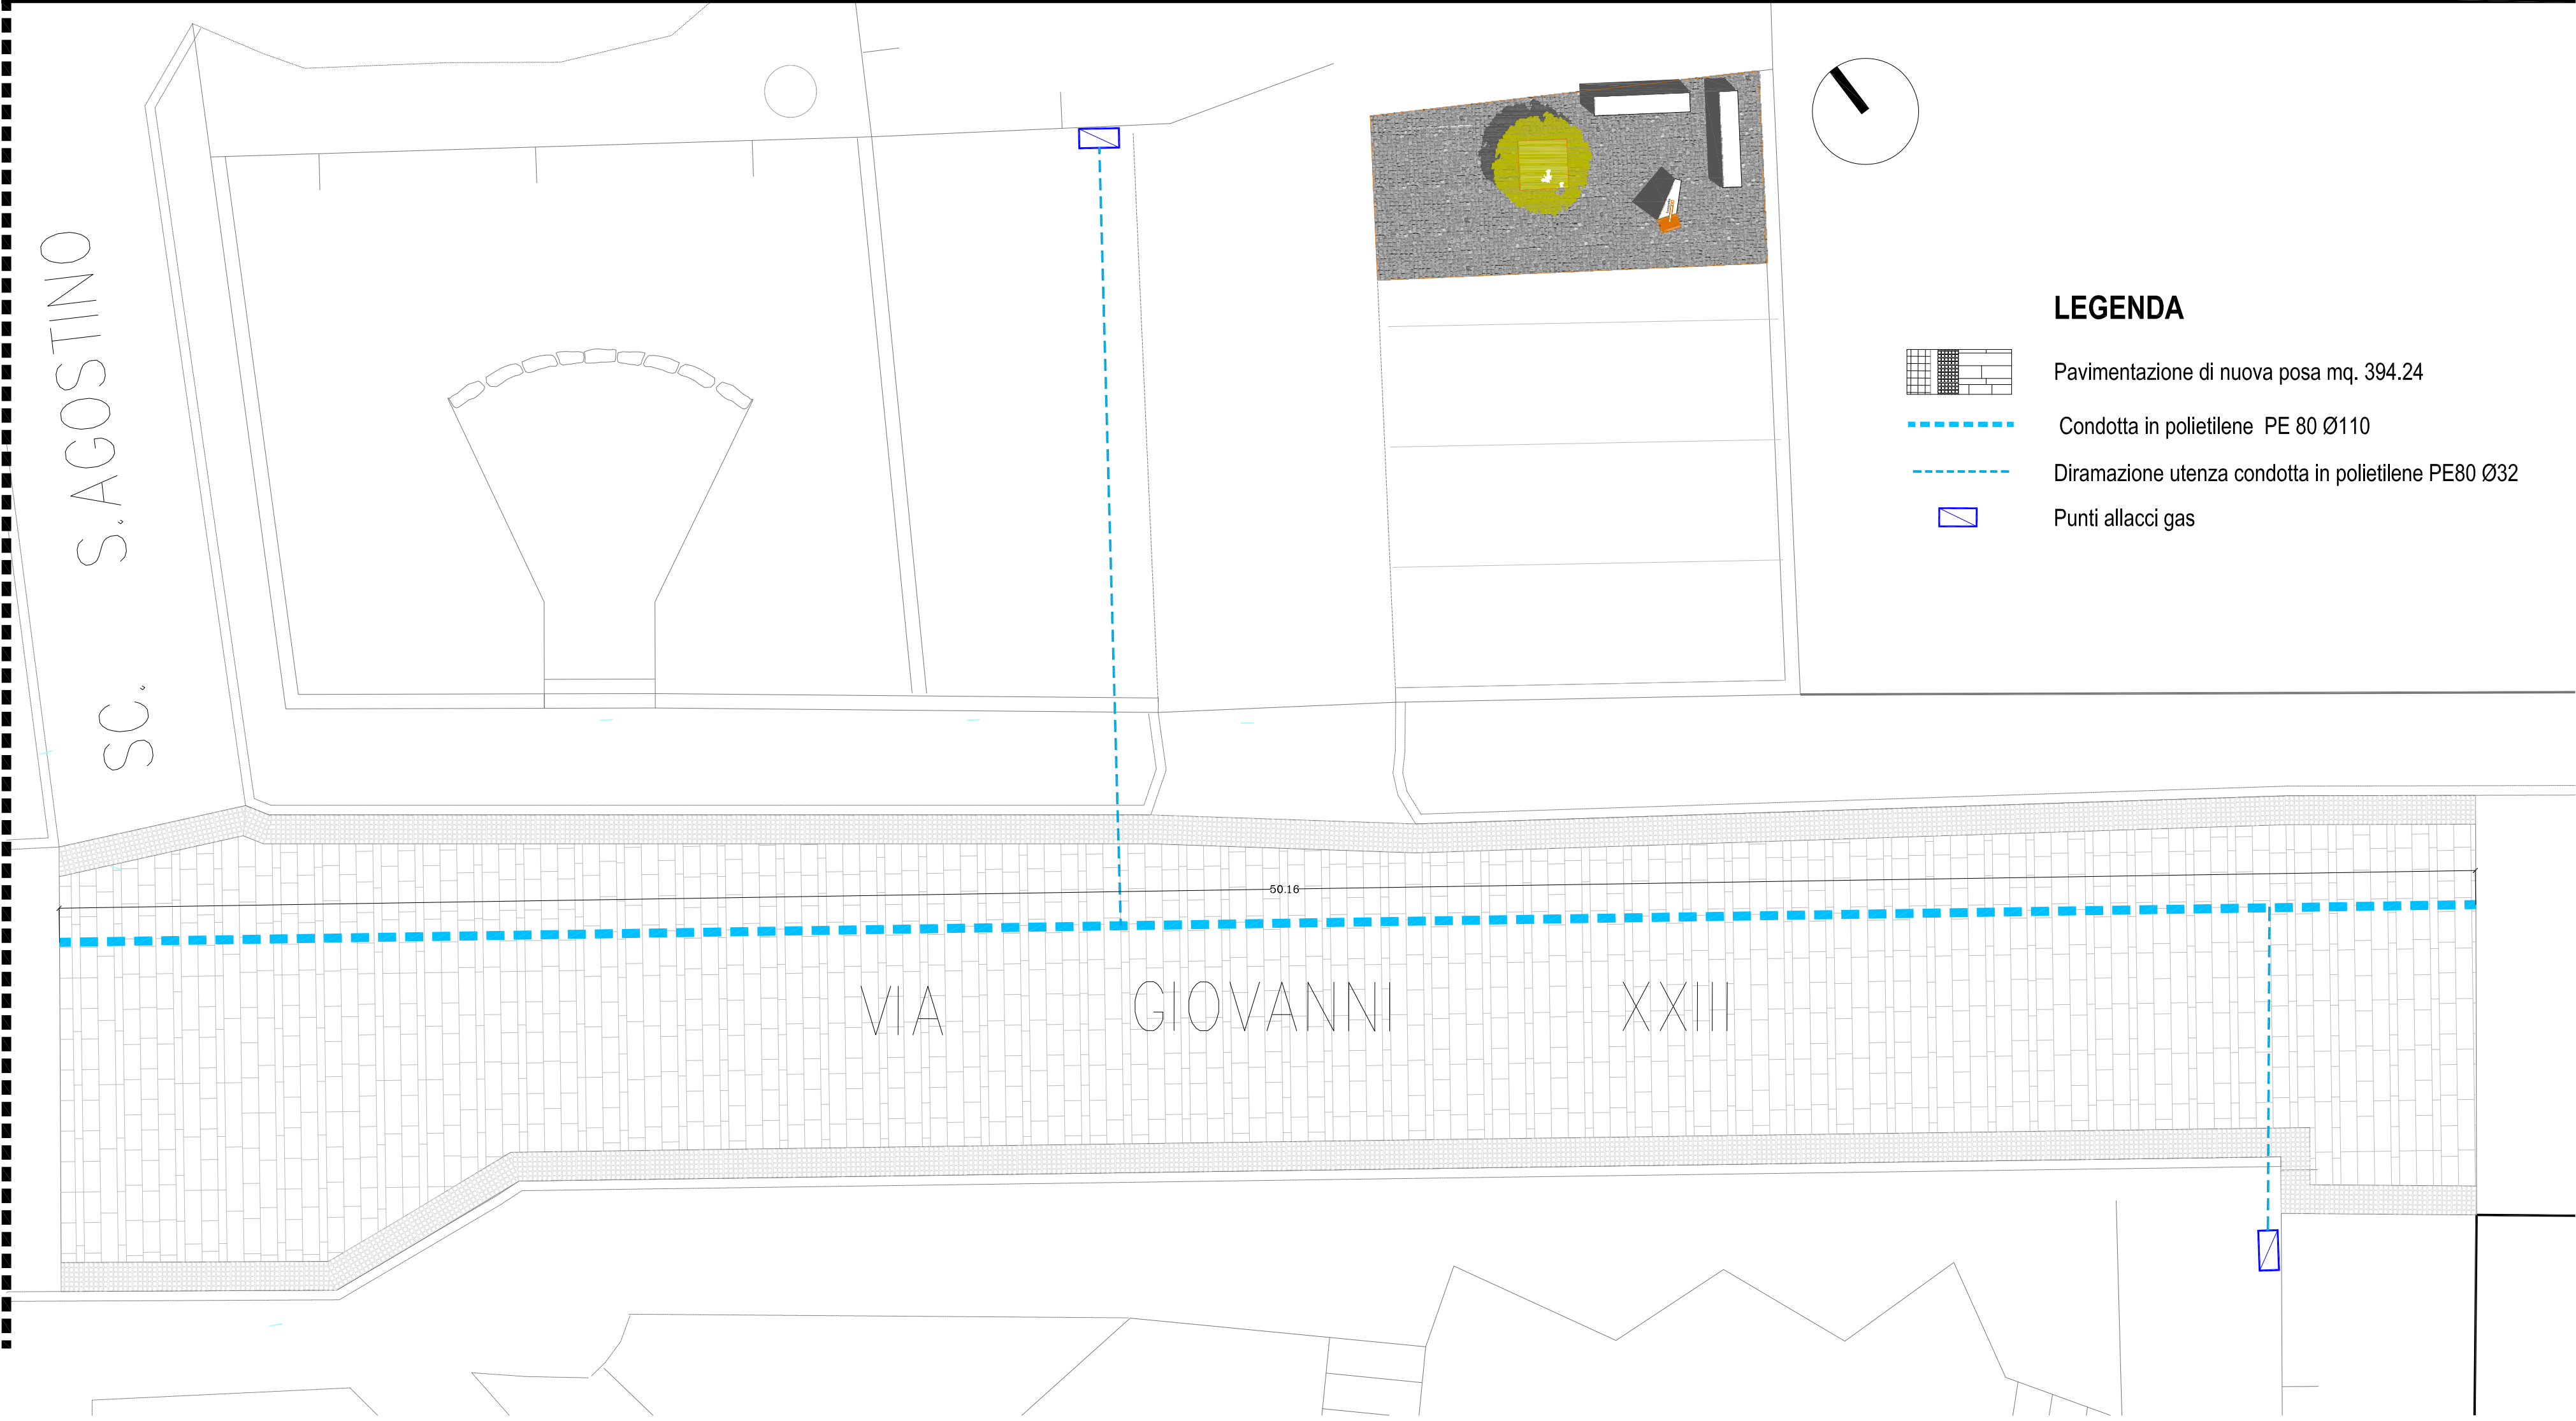 SC. S.AGOSTINO
LEGENDA
Pavimentazione di nuova posa mq. 394.24
Condotta in polietilene PE 80 Ø110
Diramazione utenza condotta in polietilene PE80 Ø32
Punti allacci gas
50.16
VIA GIOVANNI XXIII